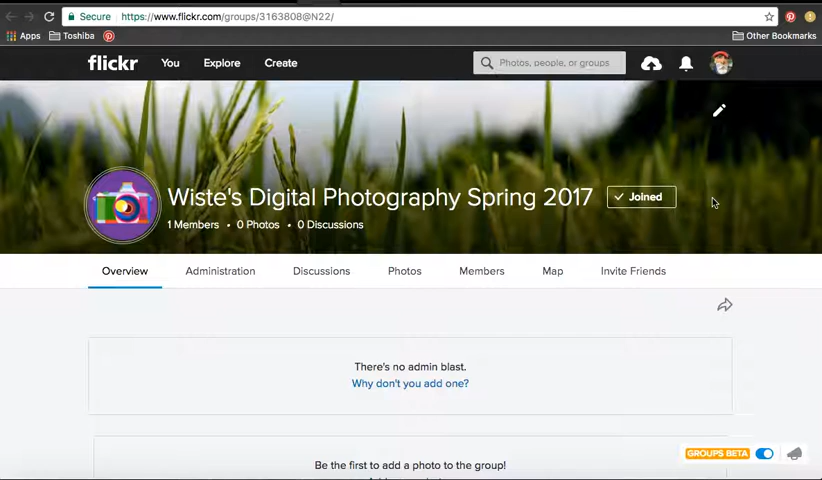 Secure https://www.flickr.com/groups/3163808@N22/
Apps Toshiba Other Bookmarks
flickr You Explore Create Photos, people, or groups
Wiste's Digital Photography Spring 2017 Joined
1 Members • 0 Photos • 0 Discussions
Overview Administration Discussions Photos Members Map Invite Friends
There's no admin blast.
Why don't you add one?
GROUPS BETA
Be the first to add a photo to the group!